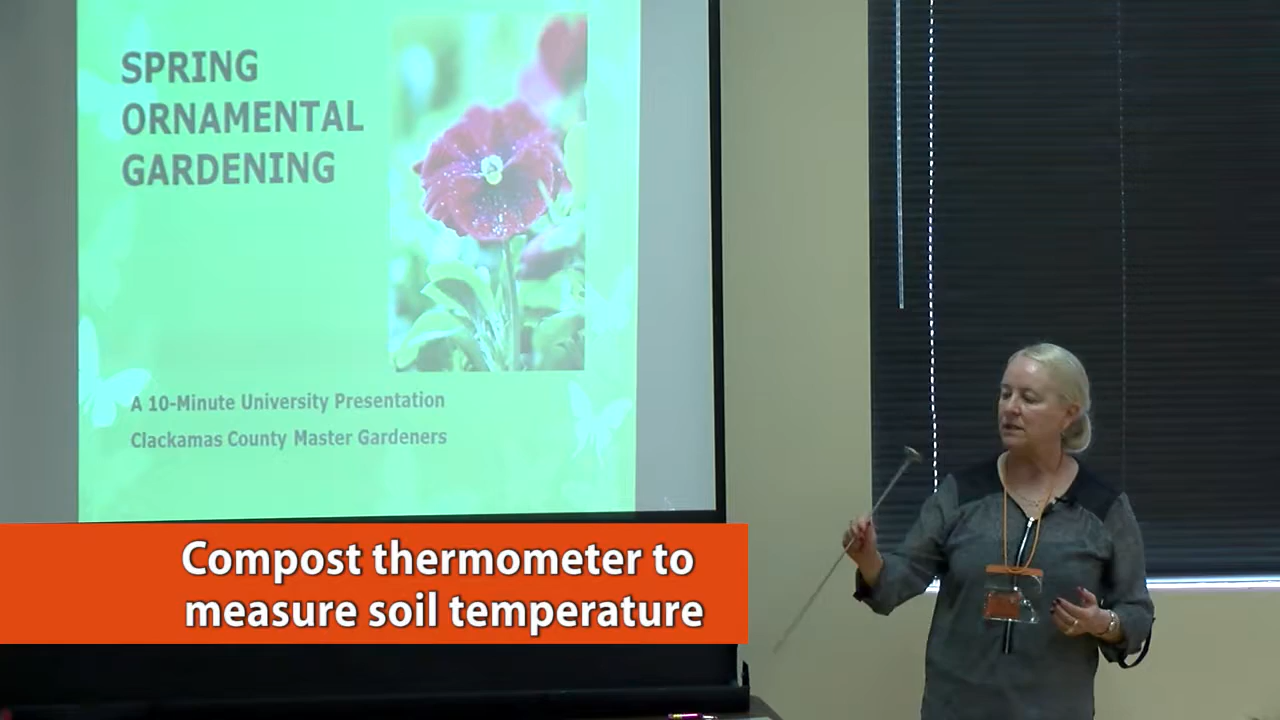 SPRING
ORNAMENTAL
GARDENING
A 10-Minute University Presentation
Clackamas County Master Gardeners
Compost thermometer to
measure soil temperature